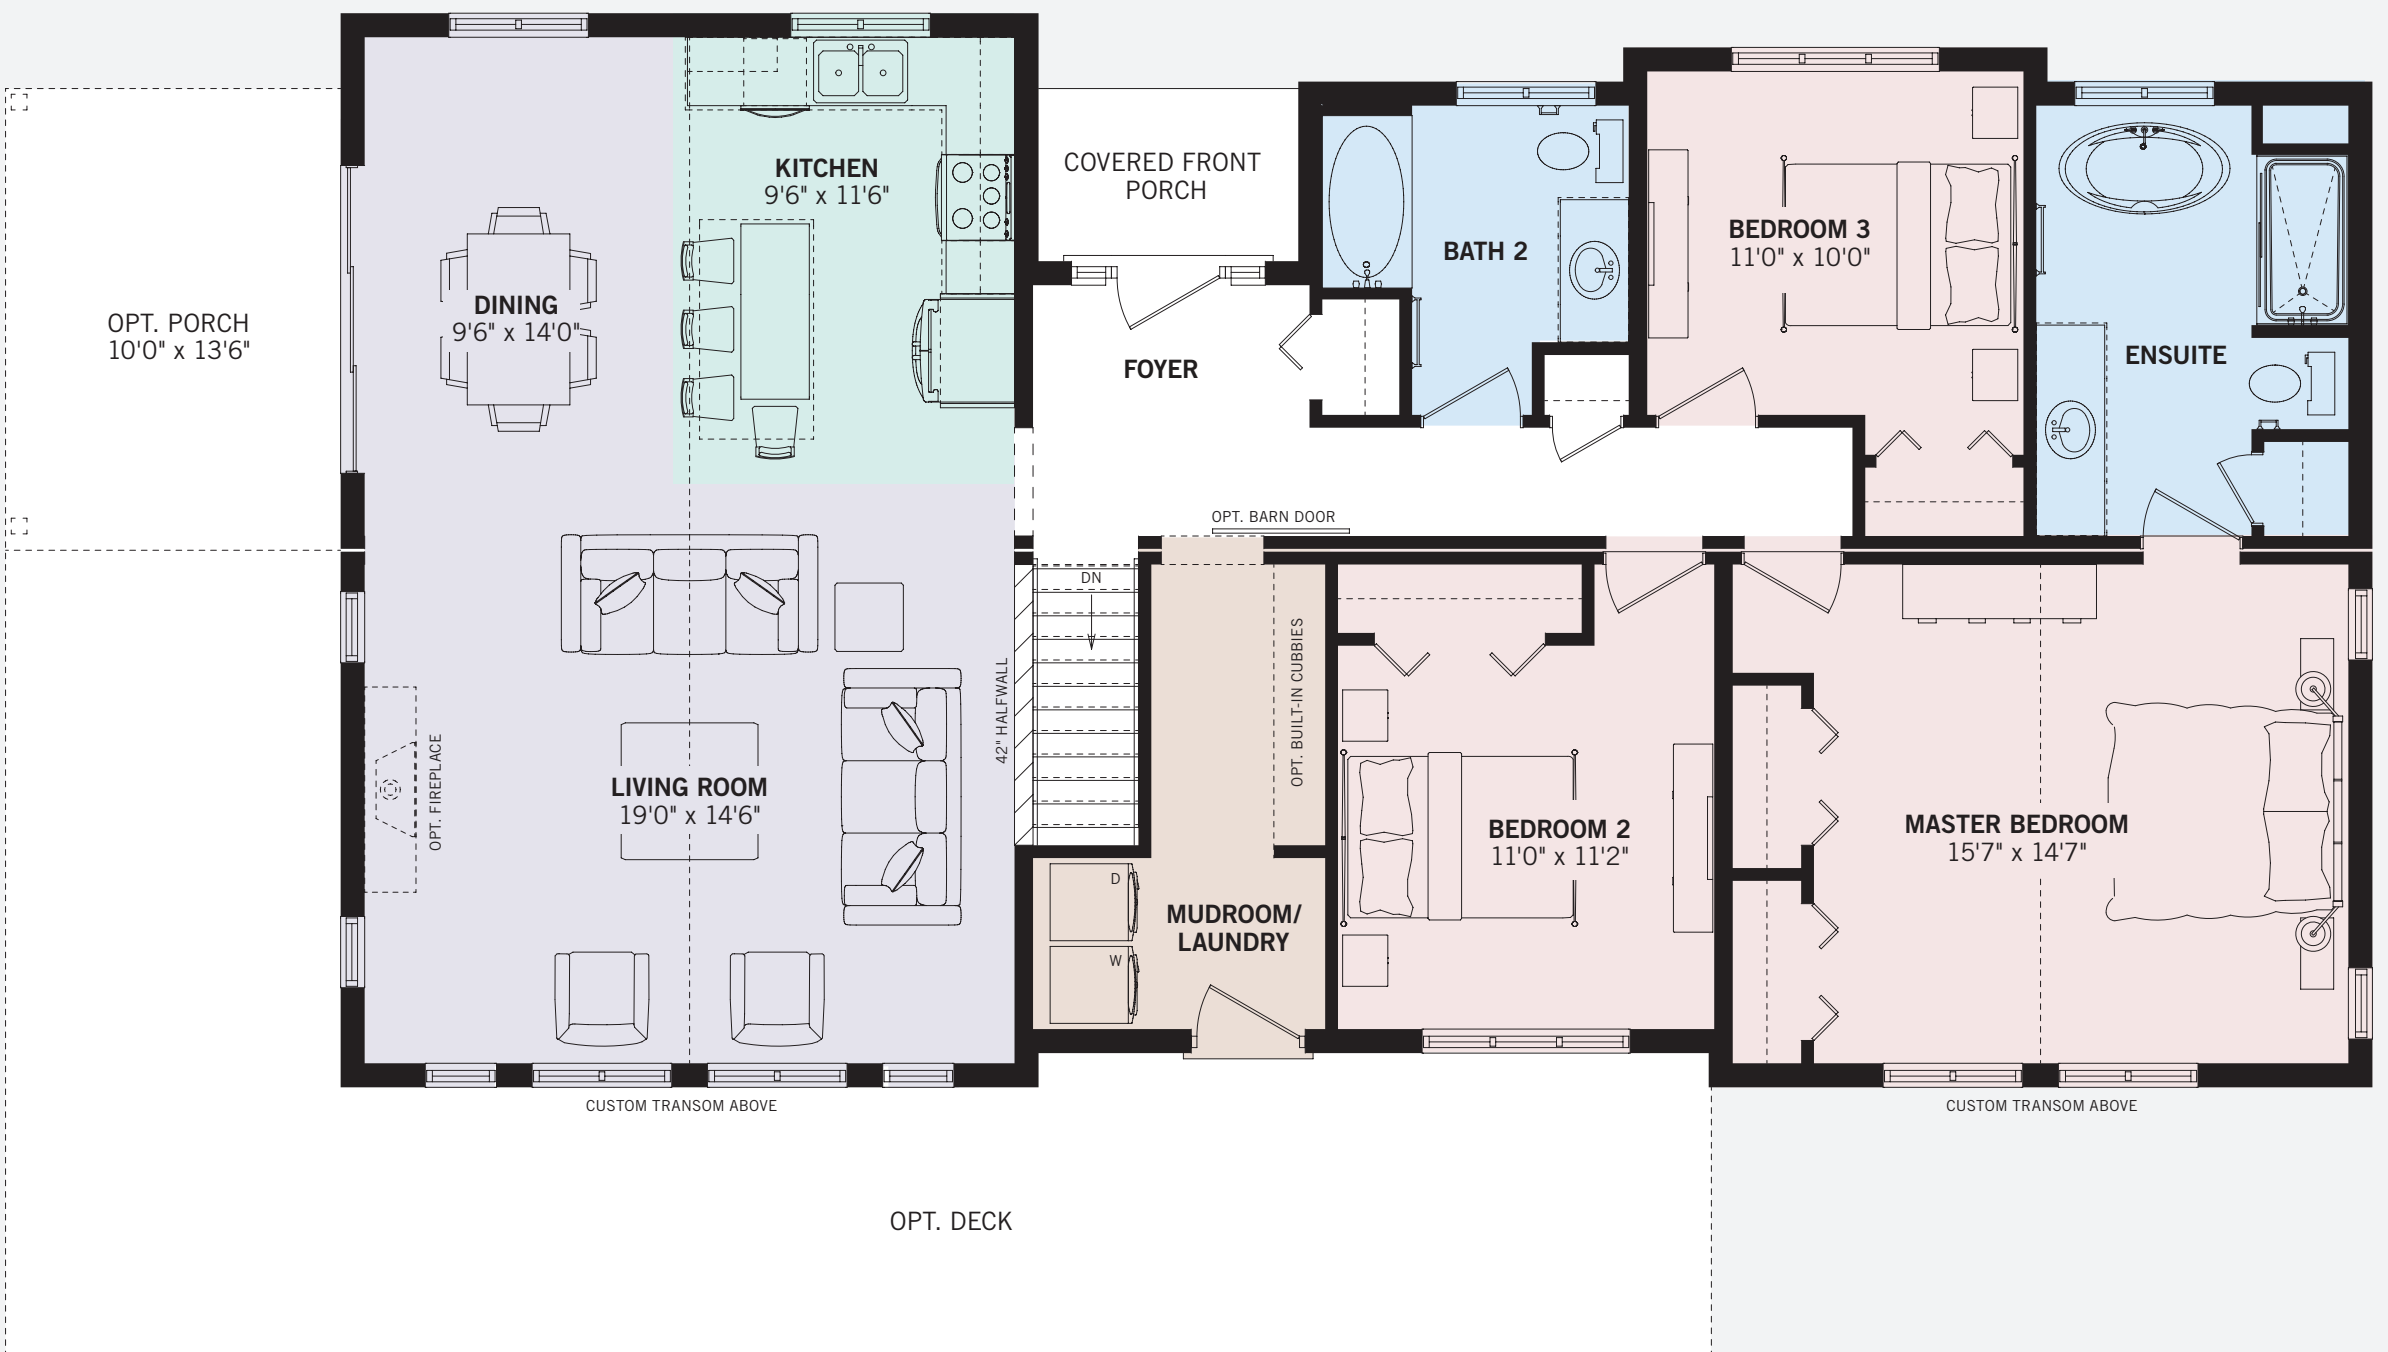 KITCHEN
9'6" x 11'6"
COVERED FRONT
PORCH
BATH 2
BEDROOM 3
11'0" x 10'0"
DINING
9'6" x 14'0"
OPT. PORCH
10'0" x 13'6"
FOYER
ENSUITE
OPT. BARN DOOR
DN
42" HALFWALL
OPT. BUILT-IN CUBBIES
OPT. FIREPLACE
LIVING ROOM
19'0" x 14'6"
BEDROOM 2
11'0" x 11'2"
MASTER BEDROOM
15'7" x 14'7"
D
W
MUDROOM/
LAUNDRY
CUSTOM TRANSOM ABOVE
CUSTOM TRANSOM ABOVE
OPT. DECK